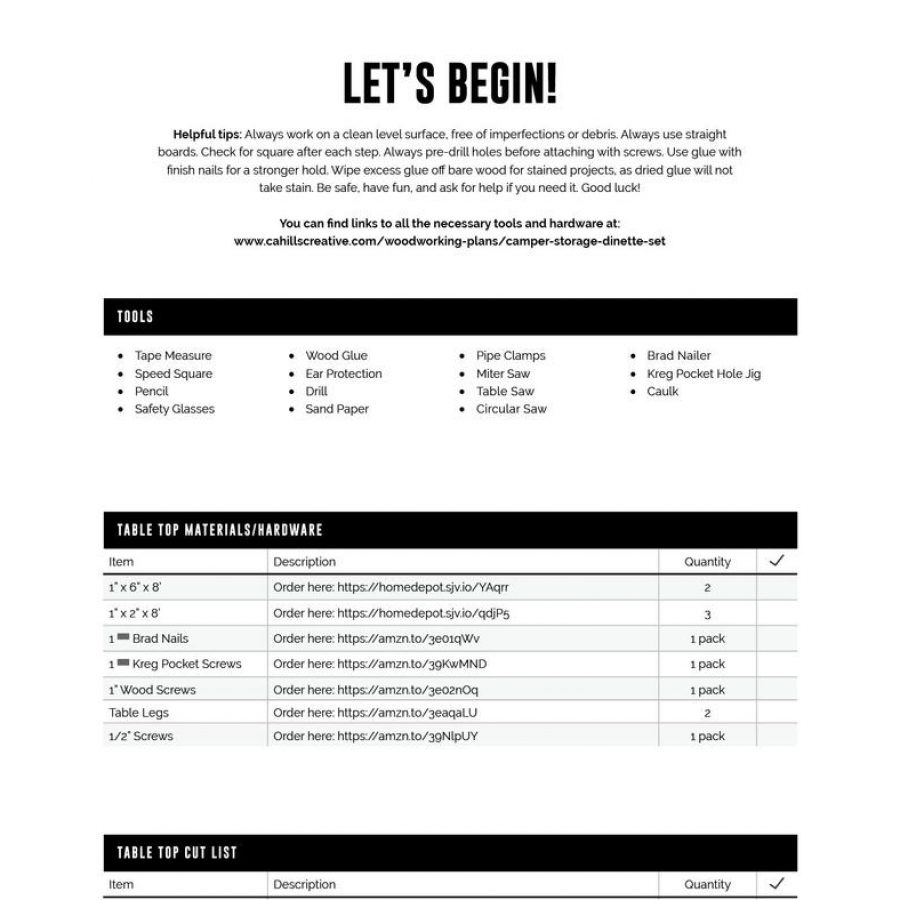 LET'S BEGIN!
Helpful tips: Always work on a clean level surface, free of imperfections or debris. Always use straight
boards. Check for square after each step. Always pre-drill holes before attaching with screws. Use glue with
finish nails for a stronger hold. Wipe excess glue off bare wood for stained projects, as dried glue will not
take stain. Be safe, have fun, and ask for help if you need it. Good luck!
You can find links to all the necessary tools and hardware at:
www.cahillscreative.com/woodworking-plans/camper-storage-dinette-set
TOOLS
• Tape Measure
• Speed Square
• Pencil
• Safety Glasses
• Wood Glue
• Ear Protection
• Drill
• Sand Paper
• Pipe Clamps
• Miter Saw
• Table Saw
• Circular Saw
• Brad Nailer
• Kreg Pocket Hole Jig
• Caulk
TABLE TOP MATERIALS/HARDWARE
Item Description Quantity ✓
1" x 6" x 8' Order here: https://homedepot.sjv.io/YAqrr 2
1" x 2" x 8' Order here: https://homedepot.sjv.io/qdjP5 3
1 Brad Nails Order here: https://amzn.to/3e01qWv 1 pack
1 Kreg Pocket Screws Order here: https://amzn.to/39KwMND 1 pack
1" Wood Screws Order here: https://amzn.to/3e02nOq 1 pack
Table Legs Order here: https://amzn.to/3eaqaLU 2
1/2" Screws Order here: https://amzn.to/39NlpUY 1 pack
TABLE TOP CUT LIST
Item Description Quantity ✓